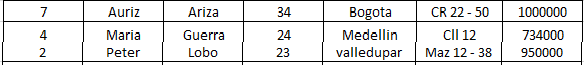 7 Auriz Ariza 34 Bogota CR 22 - 50 1000000
4 Maria Guerra 24 Medellin Cll 12 734000
2 Peter Lobo 23 valledupar Maz 12 - 38 950000